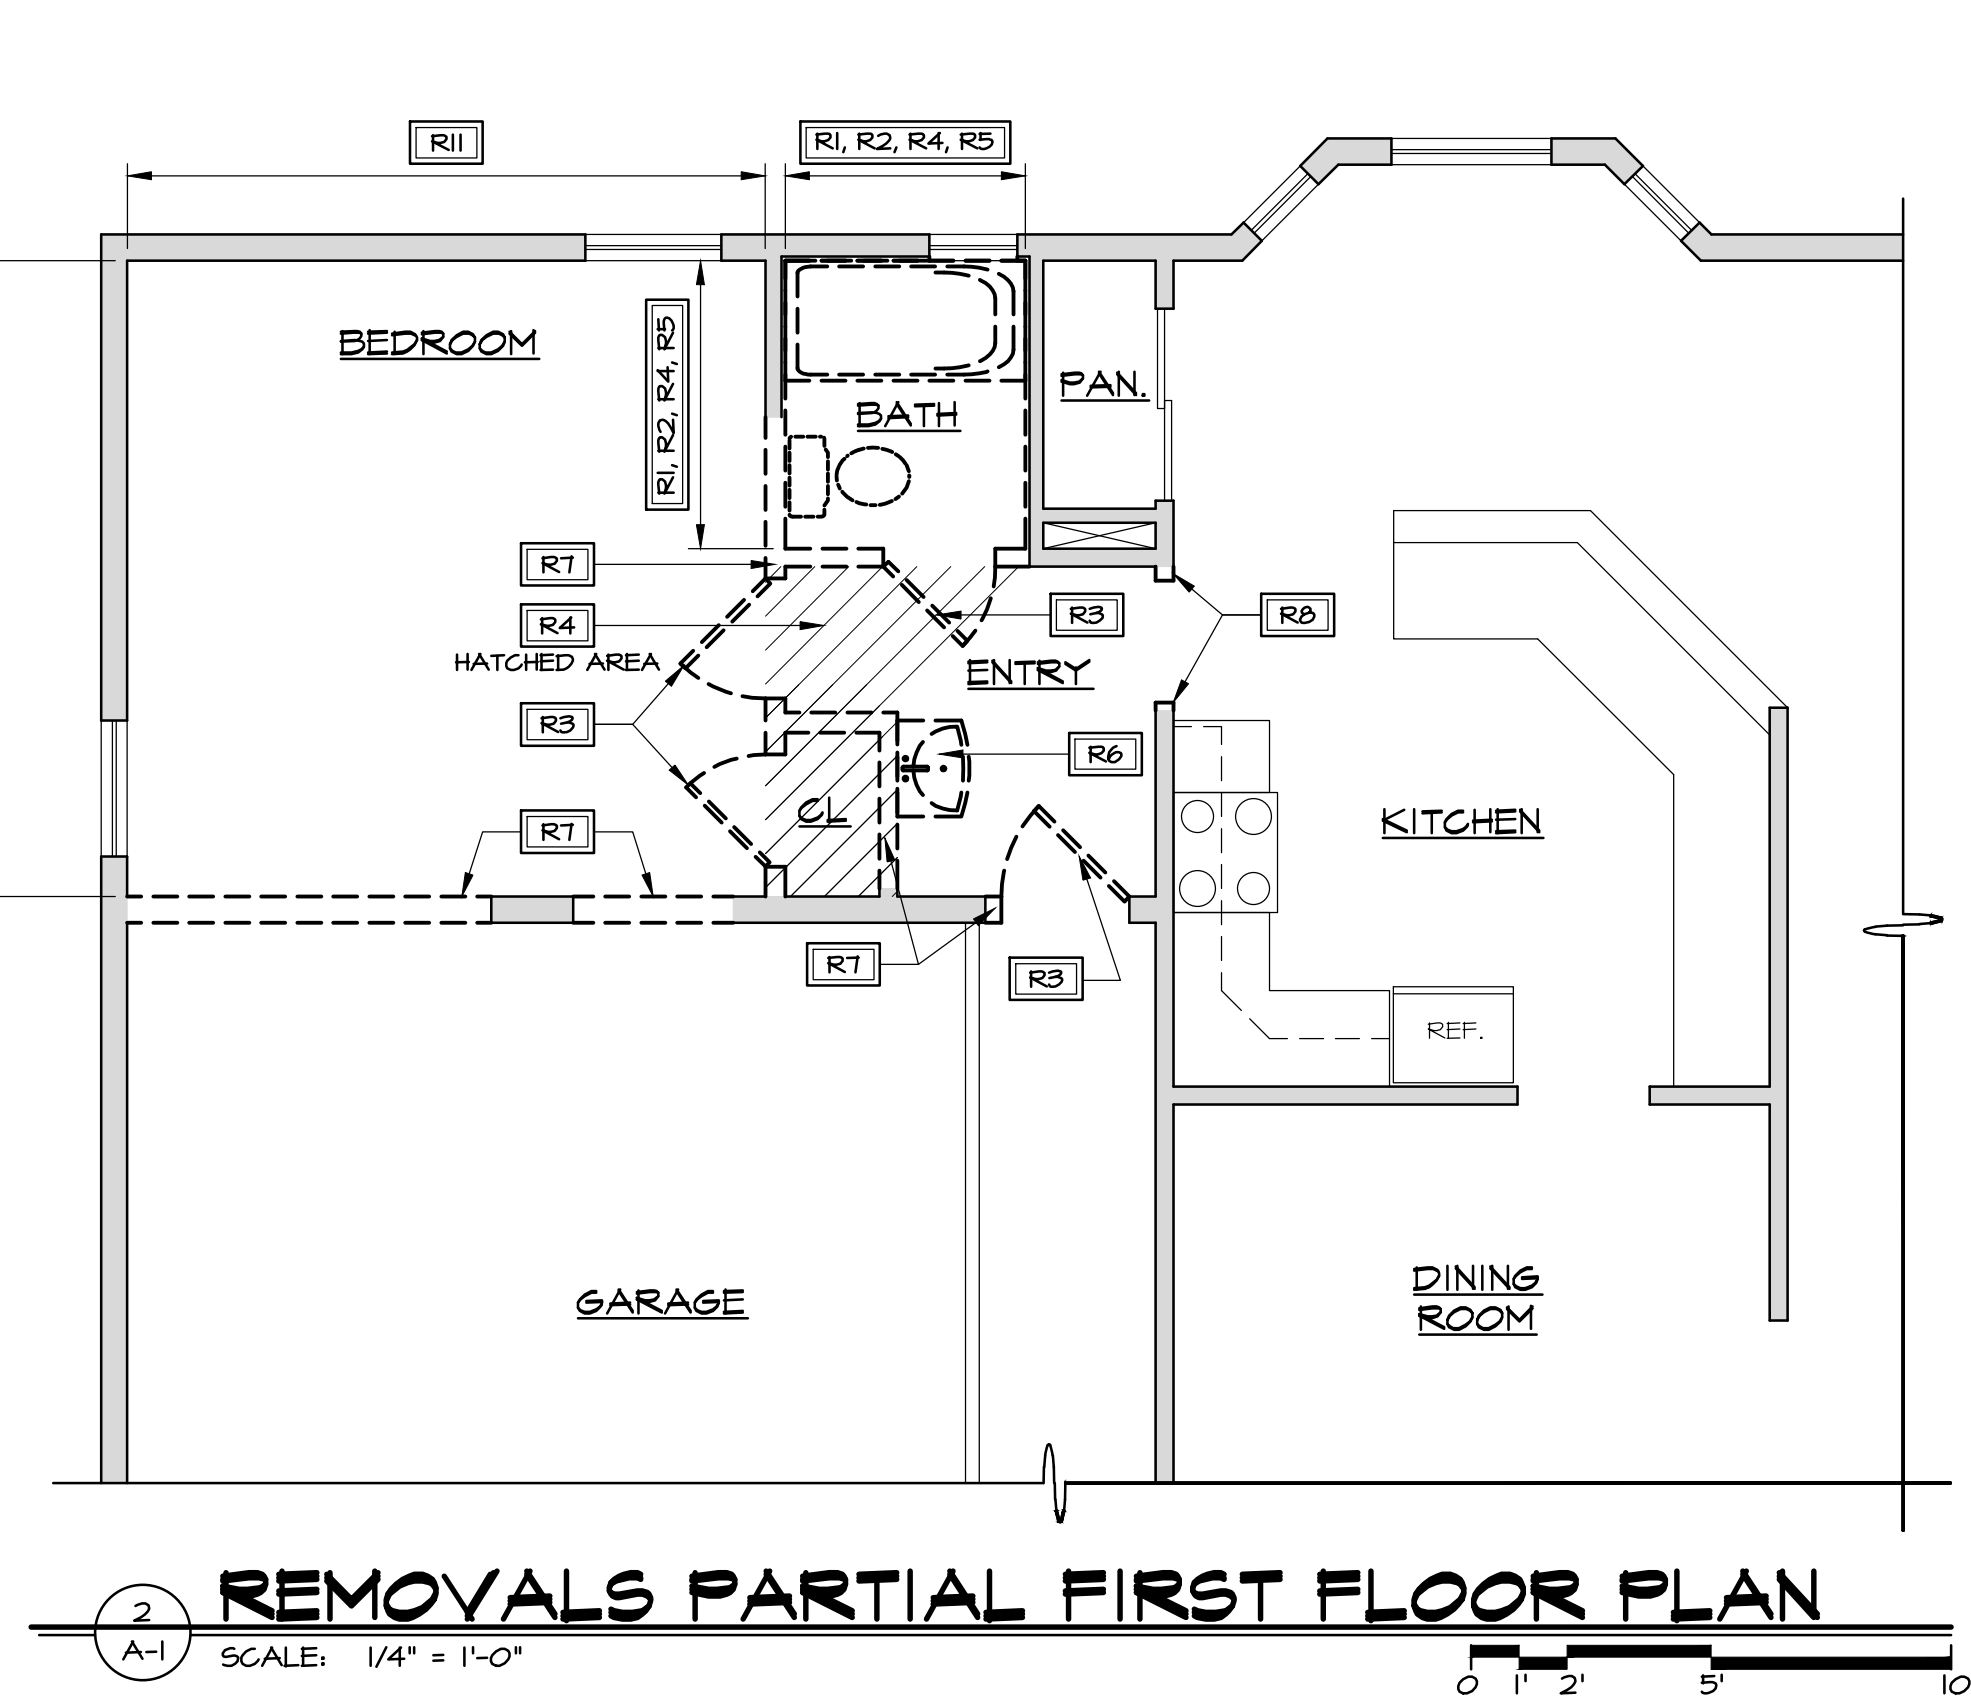 R11
R1, R2, R4, R5
R1, R2, R4, R5
BEDROOM
PAN.
BATH
R7
R4
HATCHED AREA
R3
R8
ENTRY
R3
R6
CL
R7
KITCHEN
R7
R3
REF.
GARAGE
DINING
ROOM
2
A-1
REMOVALS PARTIAL FIRST FLOOR PLAN
SCALE: 1/4" = 1'-0"
0 1' 2' 5' 10